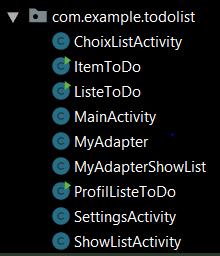 com.example.todolist
ChoixListActivity
ItemToDo
ListeToDo
MainActivity
MyAdapter
MyAdapterShowList
ProfilListeToDo
SettingsActivity
ShowListActivity